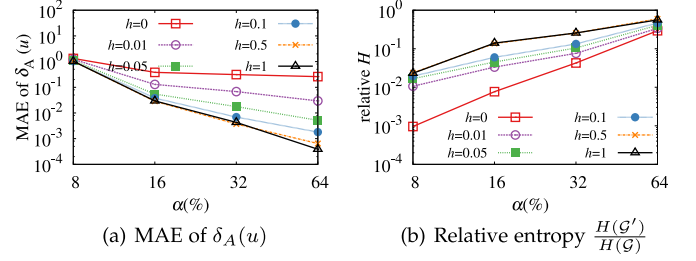 MAE of δ_A(u)
10^2
10^1
10^0
10^-1
10^-2
10^-3
10^-4
h=0
h=0.01
h=0.05
h=0.1
h=0.5
h=1
8 16 32 64
α(%)
(a) MAE of δ_A(u)
relative H
10^0
10^-1
10^-2
10^-3
10^-4
h=0
h=0.01
h=0.05
h=0.1
h=0.5
h=1
8 16 32 64
α(%)
(b) Relative entropy H(G′)/H(G)